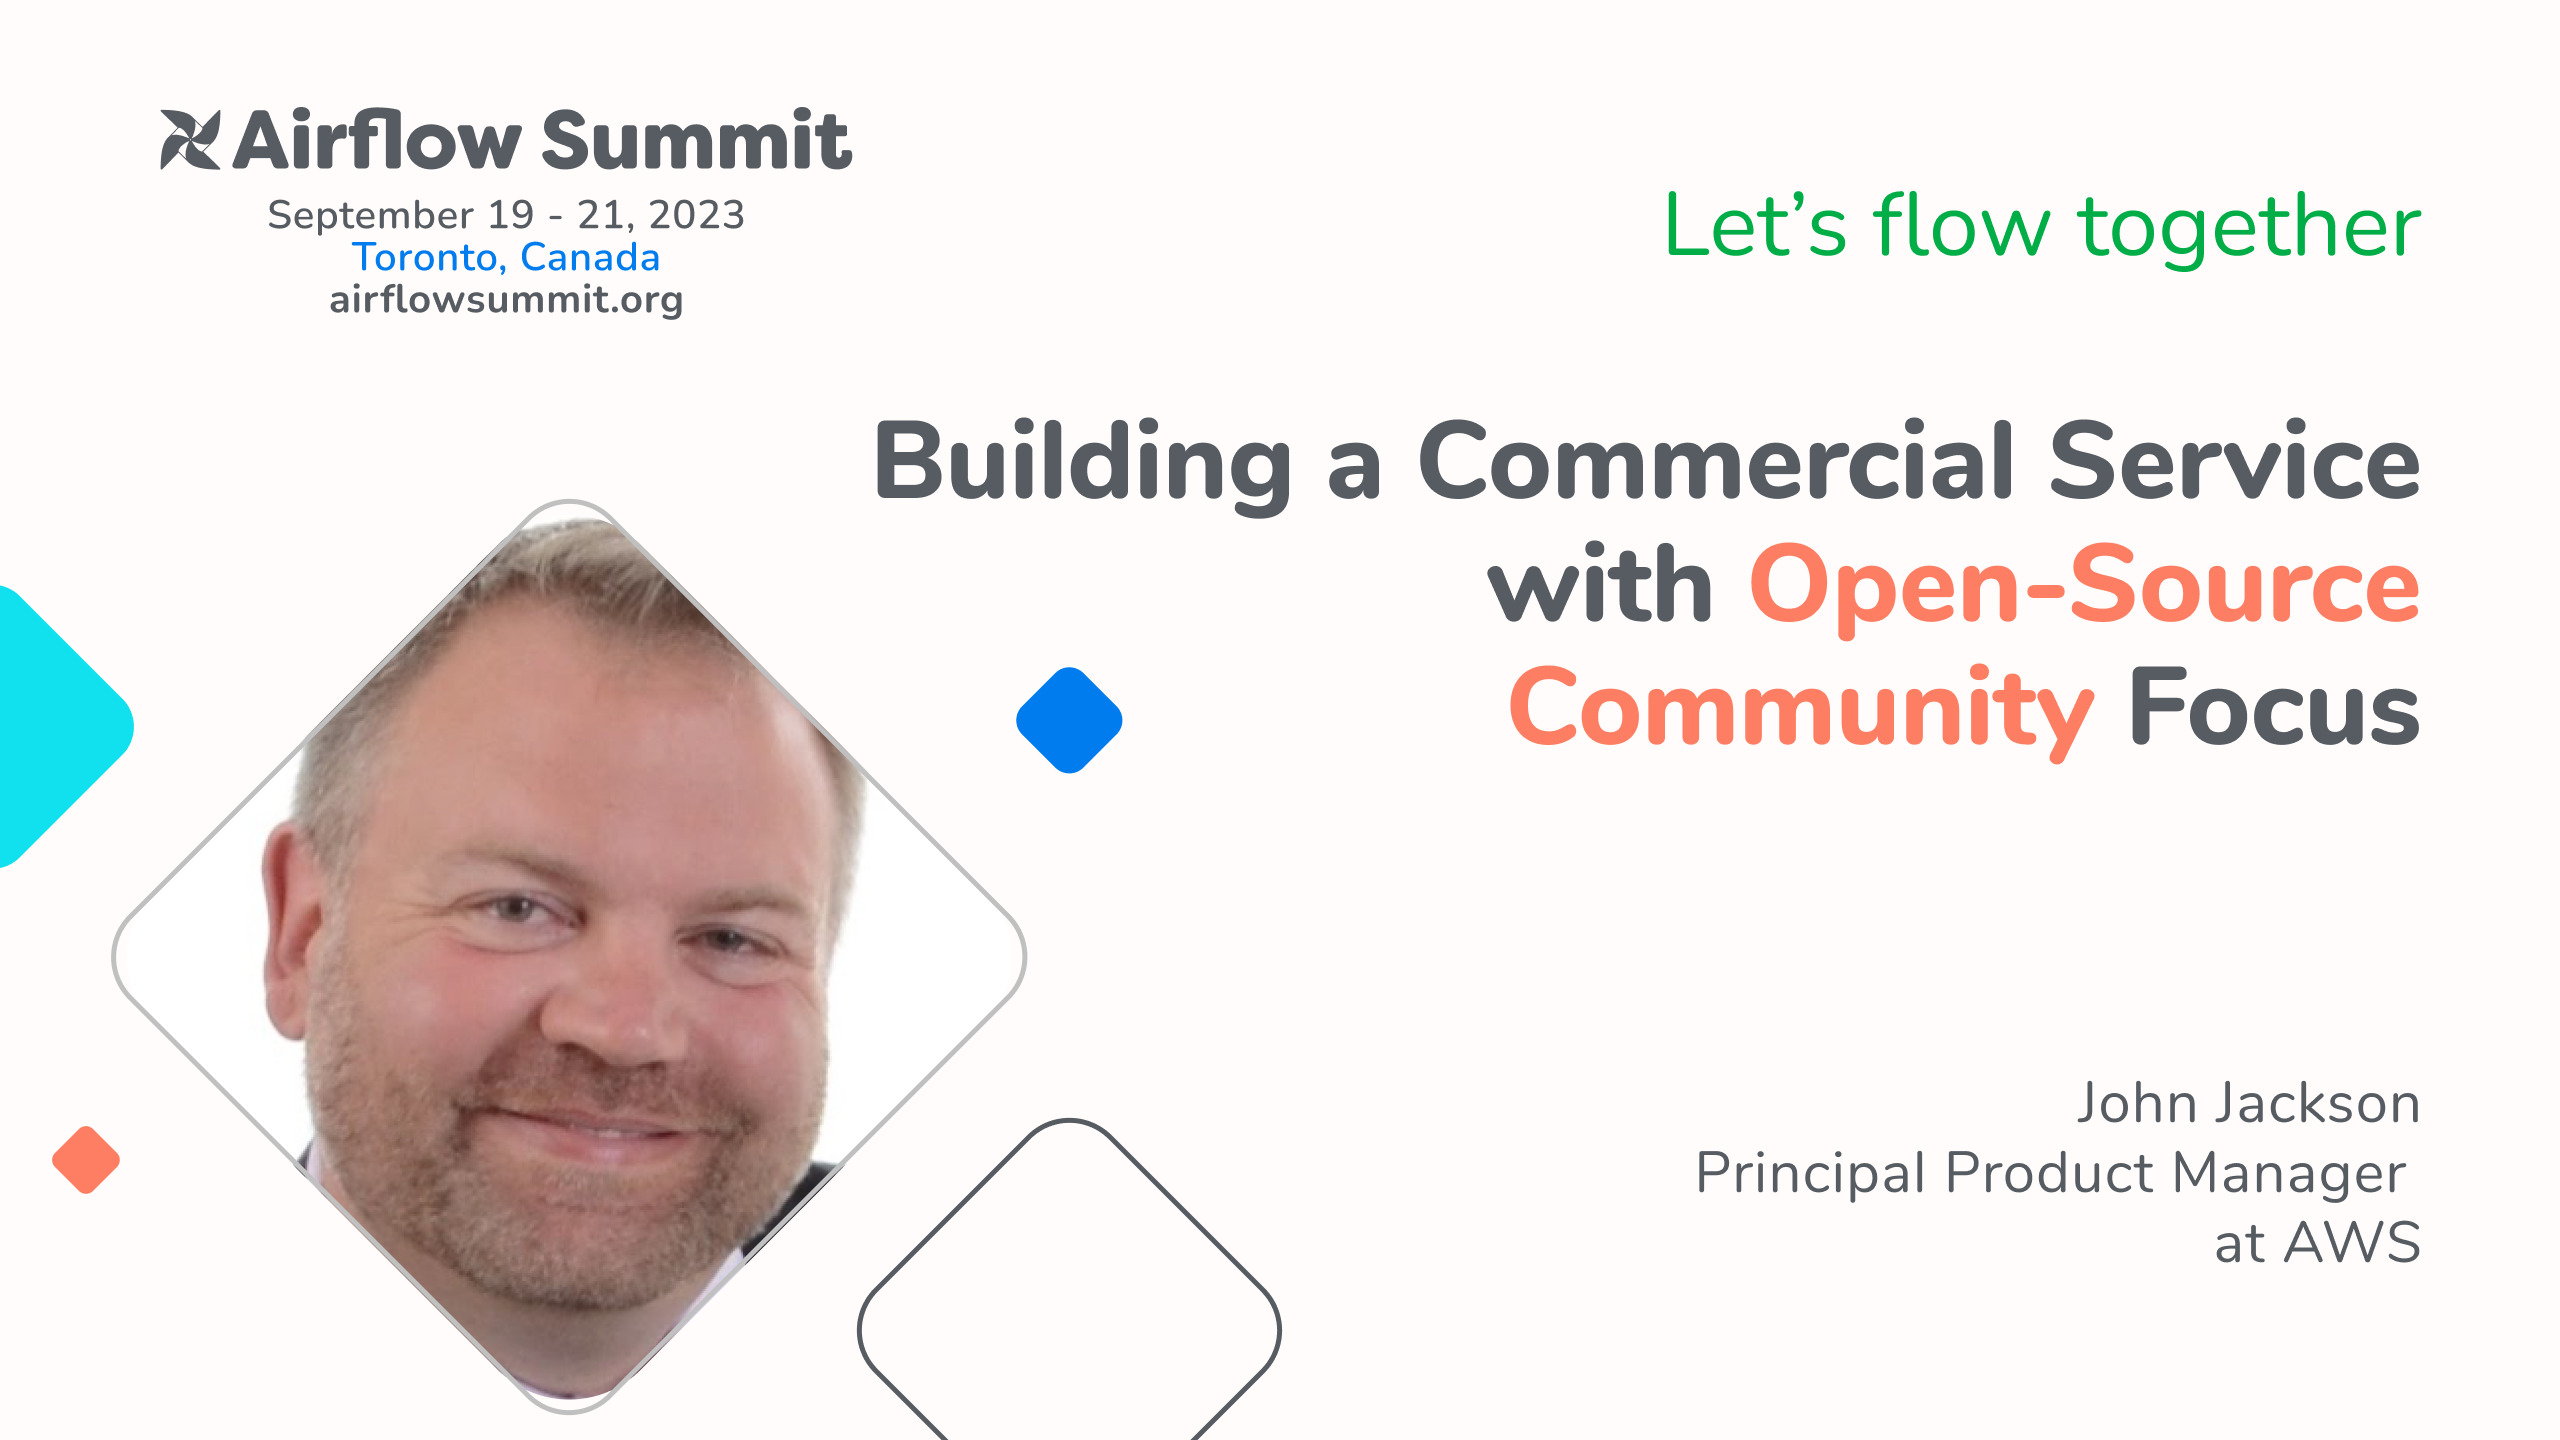 Airflow Summit
September 19 - 21, 2023
Toronto, Canada
airflowsummit.org
Let’s flow together
Building a Commercial Service
with Open-Source
Community Focus
John Jackson
Principal Product Manager
at AWS